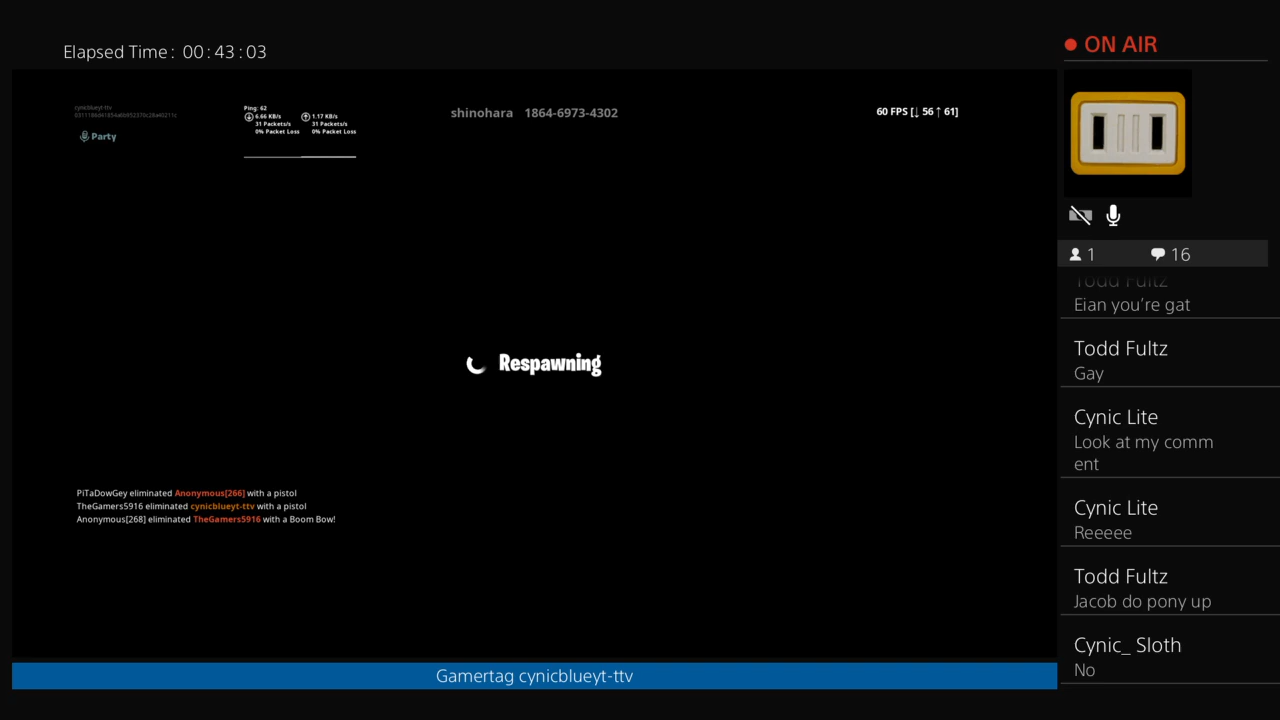 Elapsed Time: 00:43:03
ON AIR
cynicblueyt-ttv
Party
Ping: 62
6.66 KB/s 1.17 KB/s
31 Packets/s 31 Packets/s
0% Packet Loss 0% Packet Loss
shinohara 1864-6973-4302
60 FPS [↓ 56 ↑ 61]
1 16
Todd Fultz
Eian you're gat
Todd Fultz
Gay
Cynic Lite
Look at my comm
ent
Cynic Lite
Reeeee
Todd Fultz
Jacob do pony up
Cynic_ Sloth
No
Respawning
PiTaDowGey eliminated Anonymous[266] with a pistol
TheGamers5916 eliminated cynicblueyt-ttv with a pistol
Anonymous[268] eliminated TheGamers5916 with a Boom Bow!
Gamertag cynicblueyt-ttv